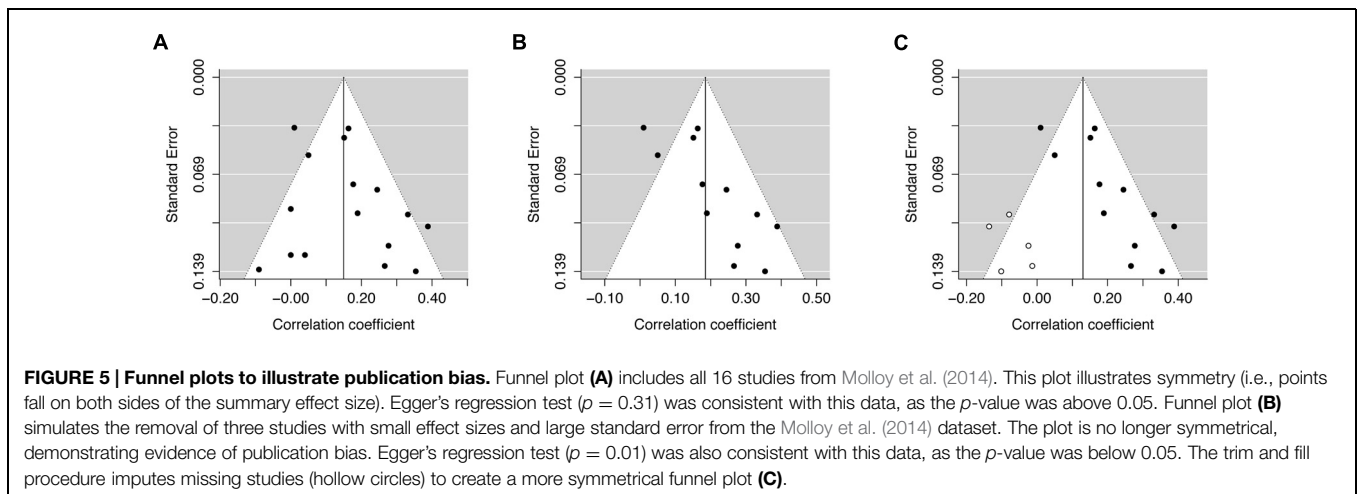 A
B
C
0.000
0.069
0.139
Standard Error
−0.20
−0.00
0.20
0.40
Correlation coefficient
0.000
0.069
0.139
Standard Error
−0.10
0.10
0.30
0.50
Correlation coefficient
0.000
0.069
0.139
Standard Error
−0.20
0.00
0.20
0.40
Correlation coefficient
FIGURE 5 | Funnel plots to illustrate publication bias. Funnel plot (A) includes all 16 studies from Molloy et al. (2014). This plot illustrates symmetry (i.e., points
fall on both sides of the summary effect size). Egger's regression test (p = 0.31) was consistent with this data, as the p-value was above 0.05. Funnel plot (B)
simulates the removal of three studies with small effect sizes and large standard error from the Molloy et al. (2014) dataset. The plot is no longer symmetrical,
demonstrating evidence of publication bias. Egger's regression test (p = 0.01) was also consistent with this data, as the p-value was below 0.05. The trim and fill
procedure imputes missing studies (hollow circles) to create a more symmetrical funnel plot (C).